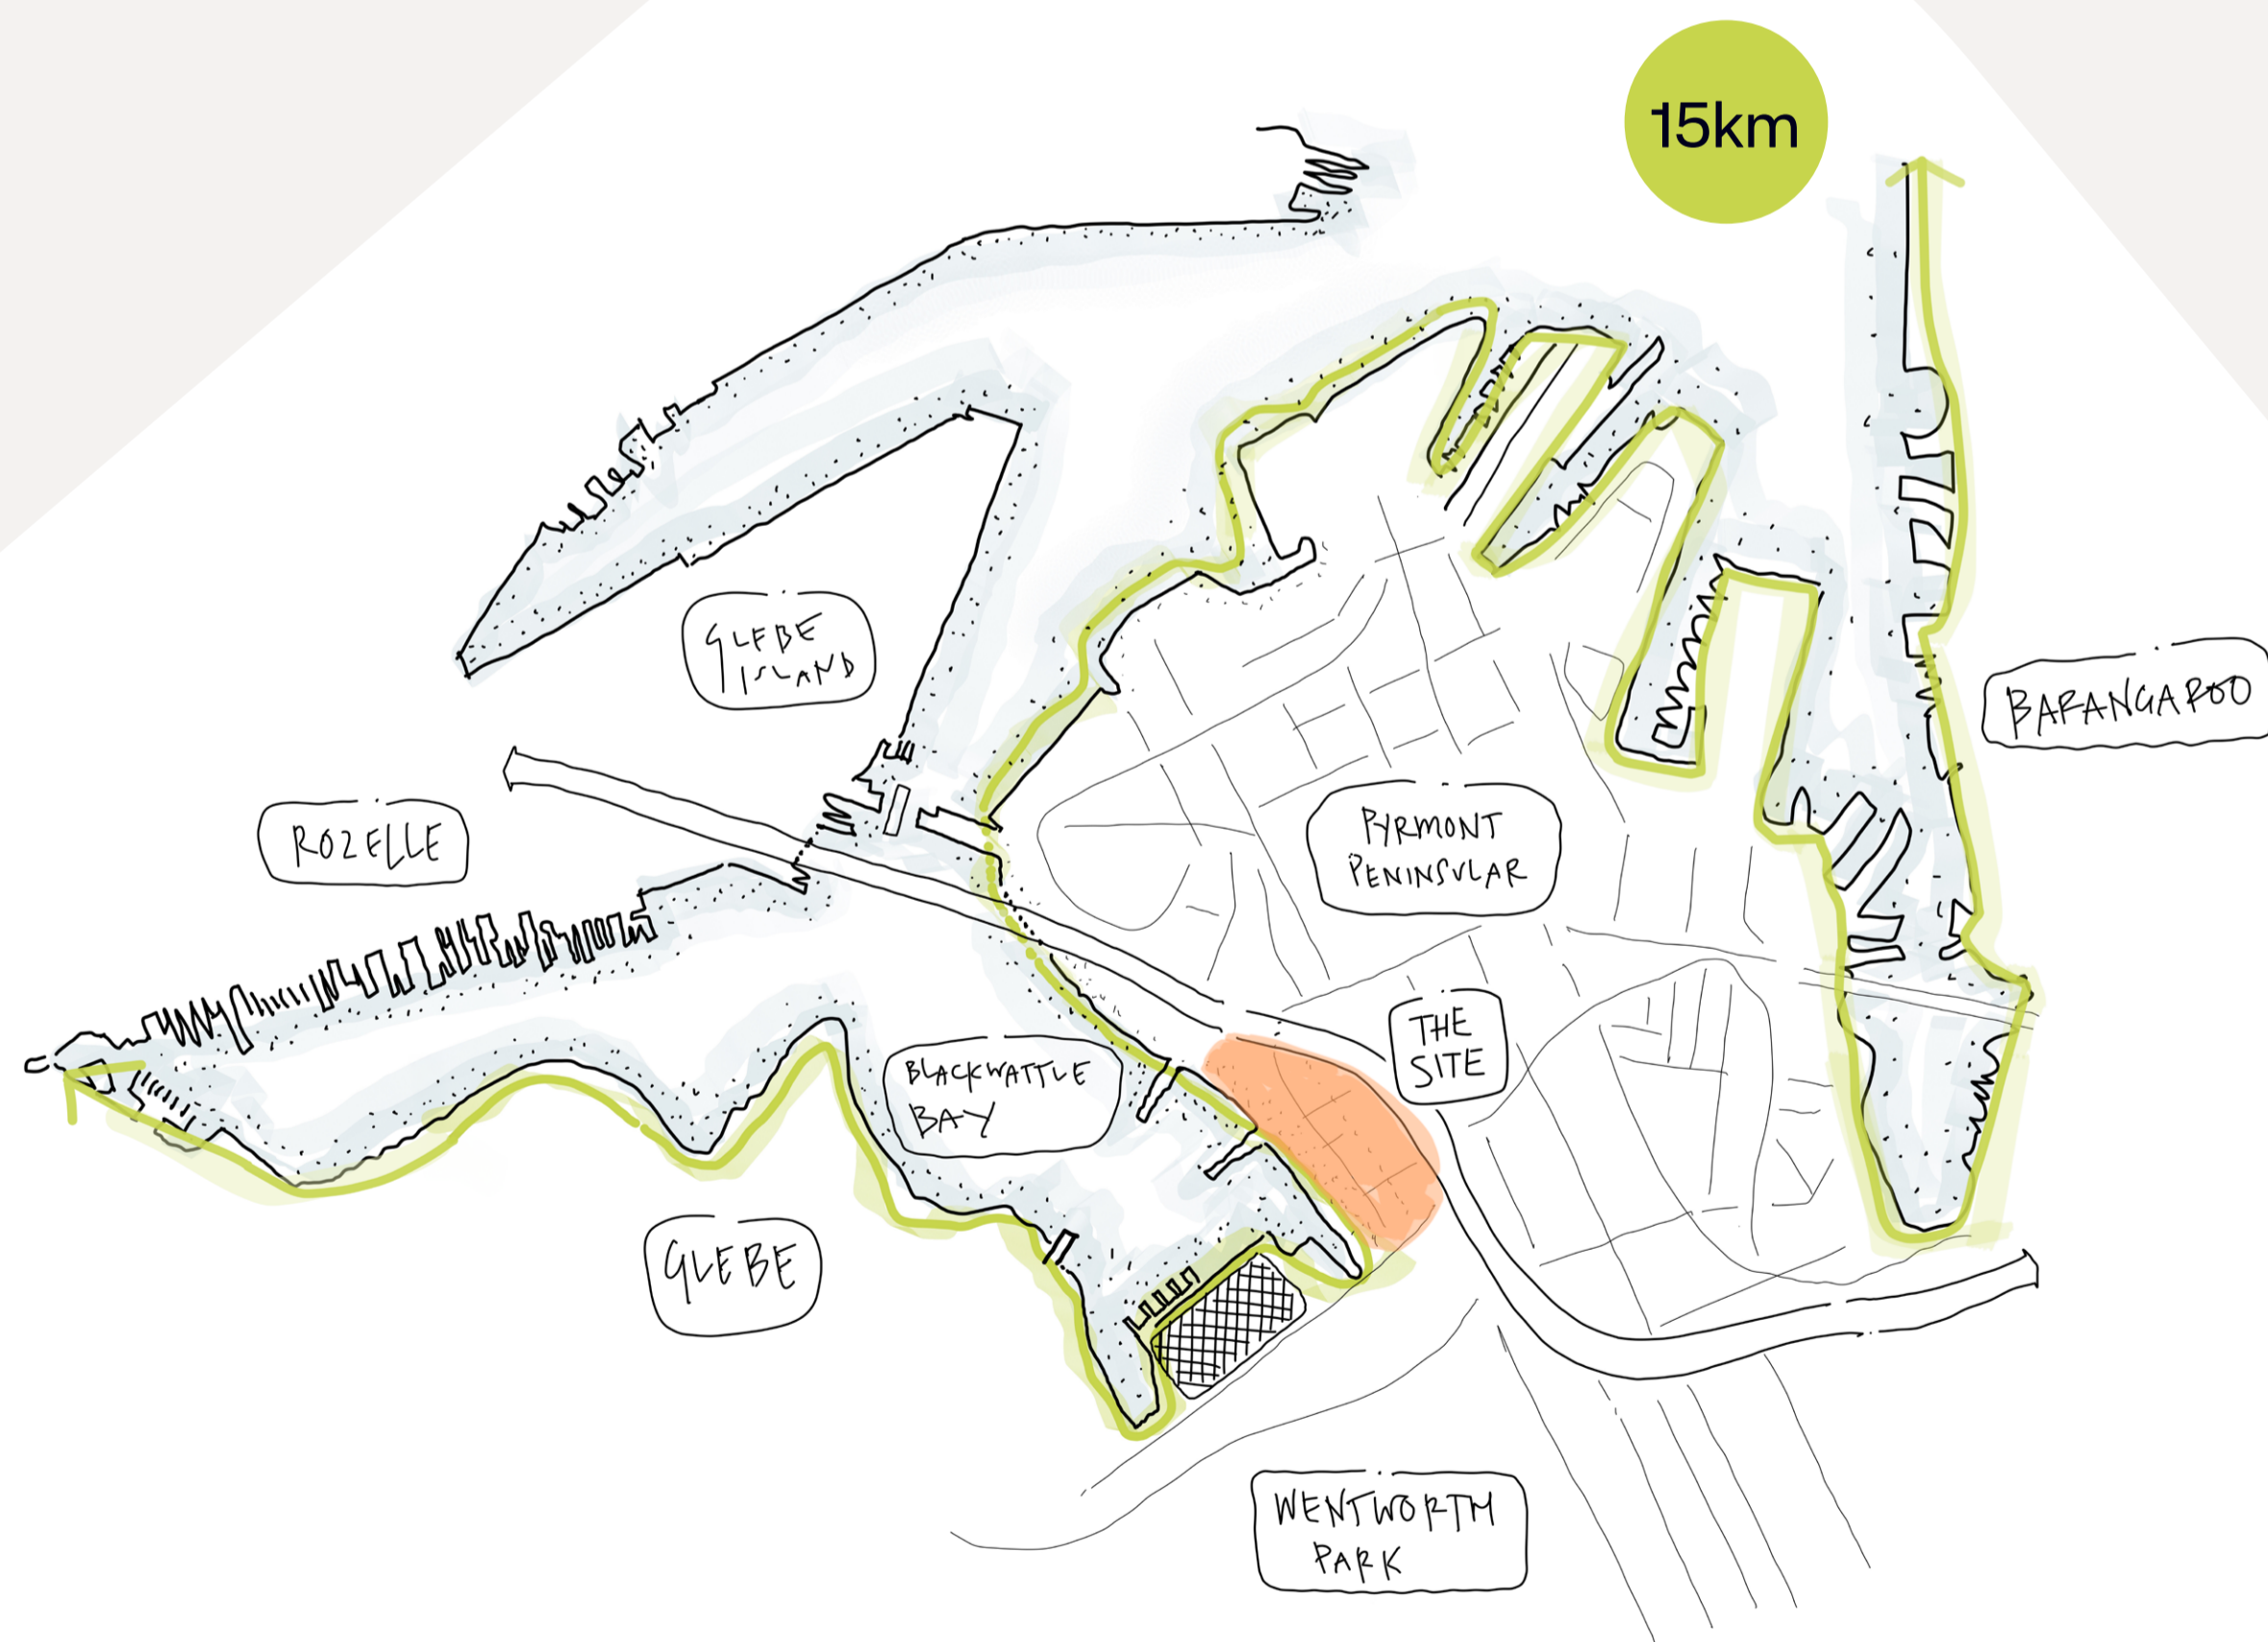 15km
GLEBE
ISLAND
BARANGAROO
ROZELLE
PYRMONT
PENINSULAR
THE
SITE
BLACKWATTLE
BAY
GLEBE
WENTWORTH
PARK